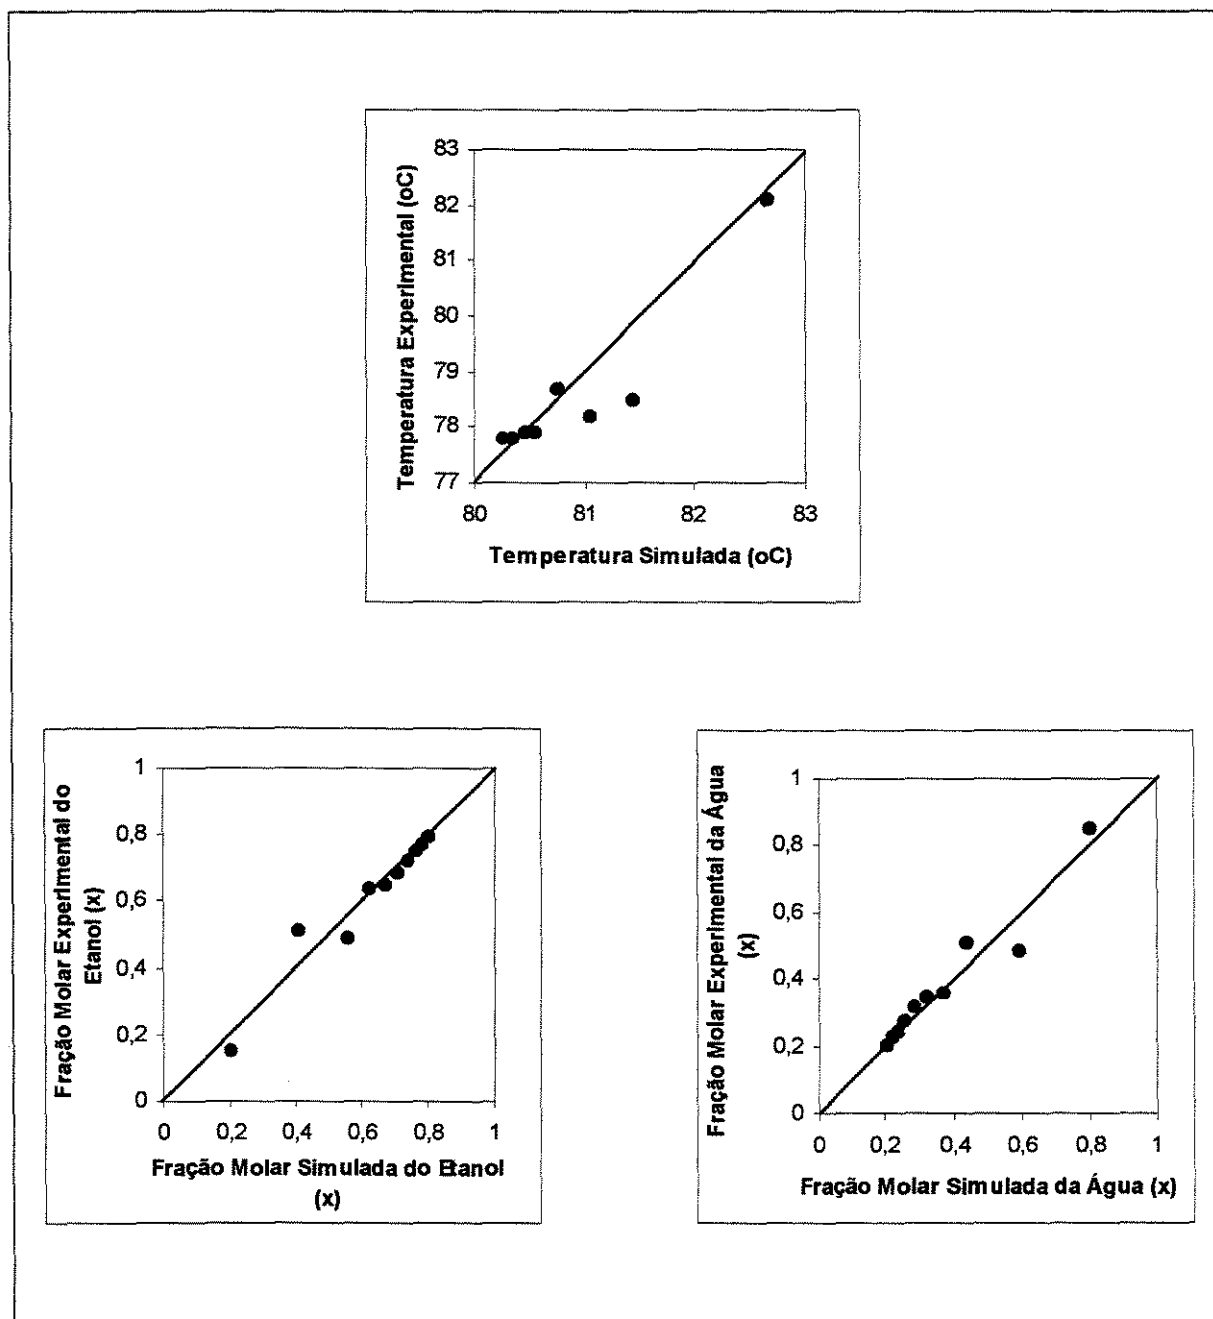 Temperatura Experimental (oC)
83
82
81
80
79
78
77
80 81 82 83
Temperatura Simulada (oC)
Fração Molar Experimental do
Etanol (x)
1
0,8
0,6
0,4
0,2
0
0 0,2 0,4 0,6 0,8 1
Fração Molar Simulada do Etanol
(x)
Fração Molar Experimental da Água
(x)
1
0,8
0,6
0,4
0,2
0
0 0,2 0,4 0,6 0,8 1
Fração Molar Simulada da Água (x)